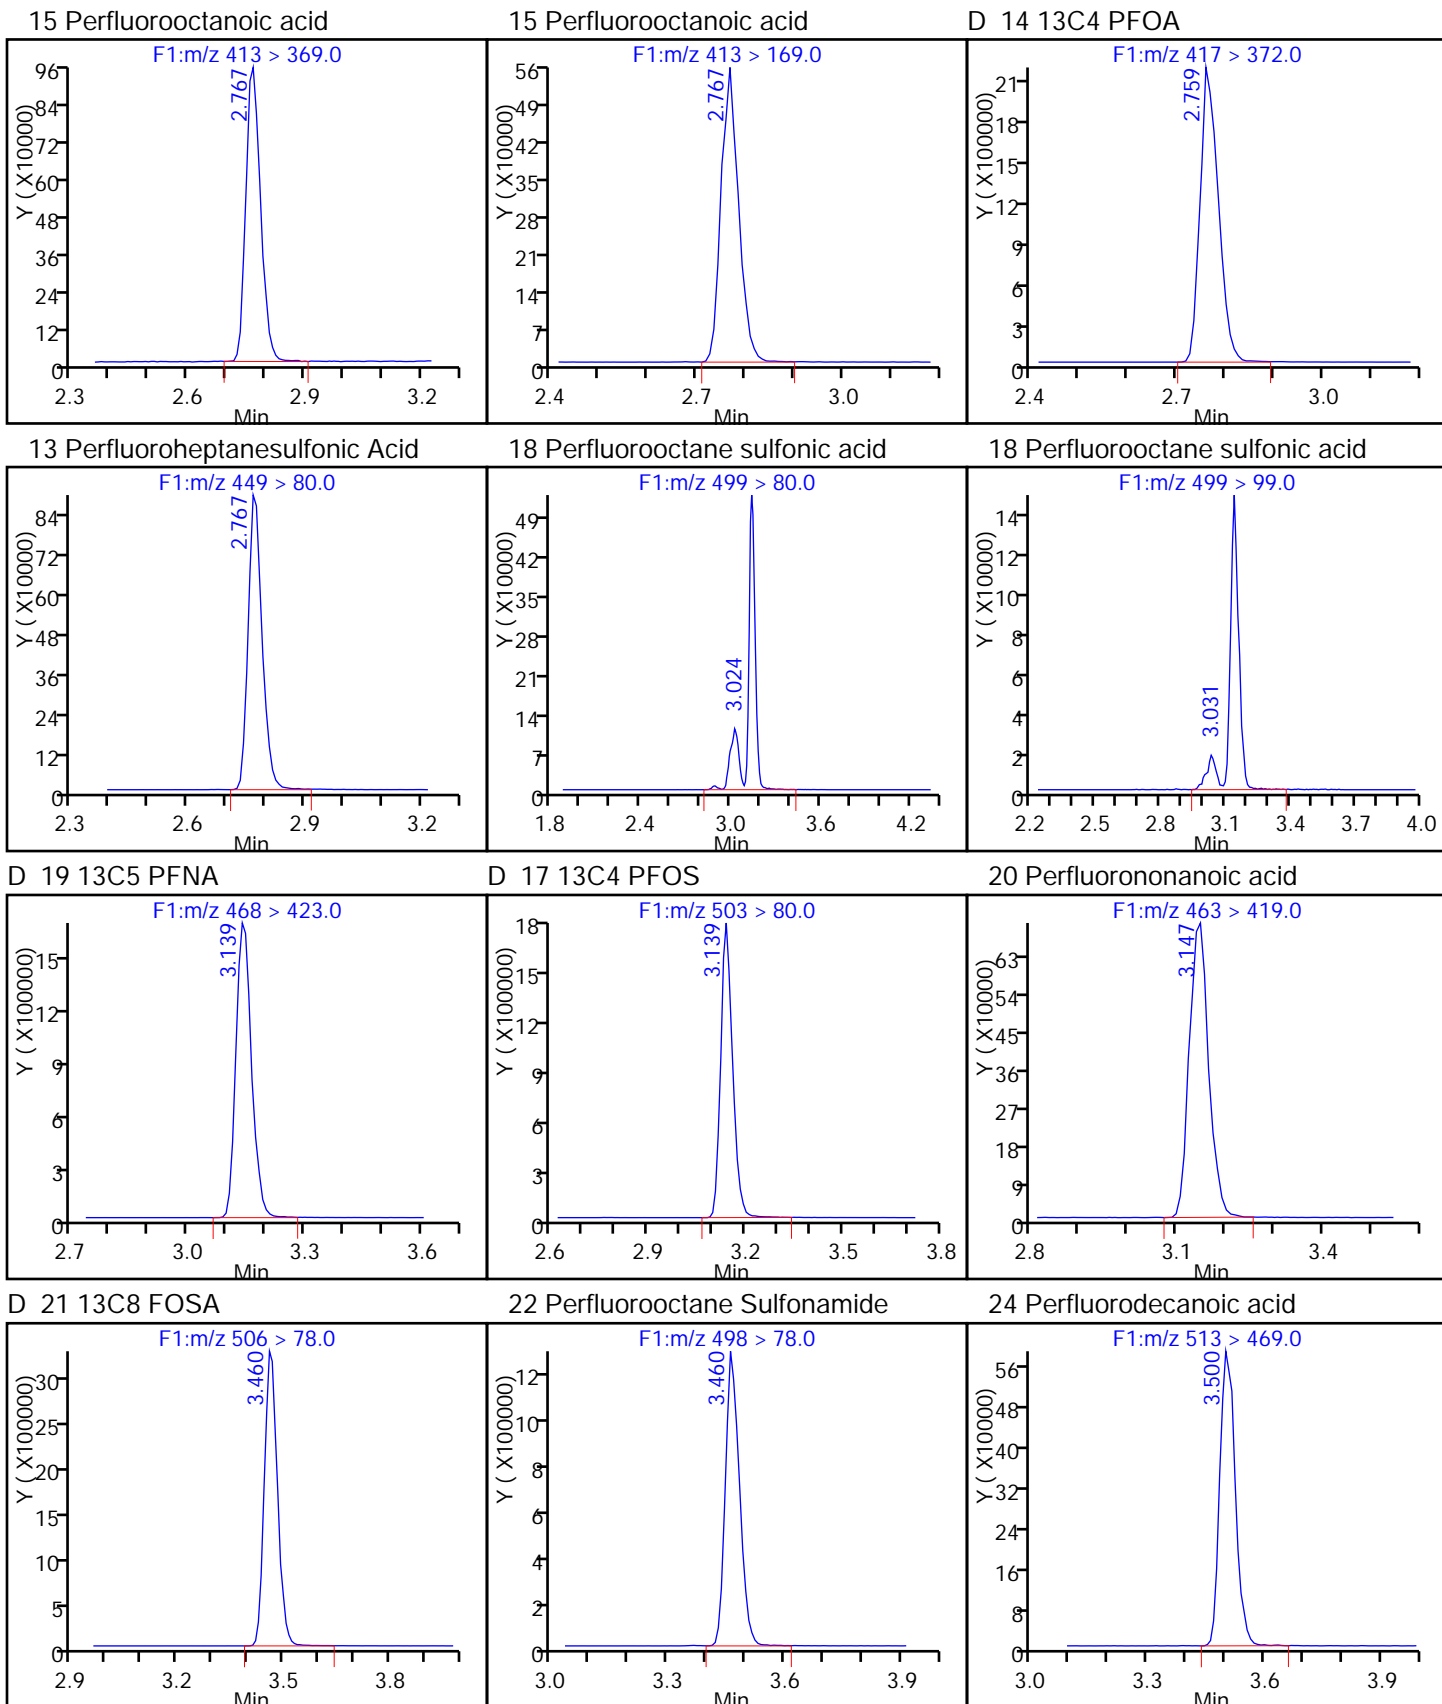 15 Perfluorooctanoic acid
F1:m/z 413 > 369.0
Y ( X10000)
96
84
72
60
48
36
24
12
0
2.767
2.3 2.6 2.9 3.2
Min
15 Perfluorooctanoic acid
F1:m/z 413 > 169.0
Y ( X10000)
56
49
42
35
28
21
14
7
0
2.767
2.4 2.7 3.0
Min
D 14 13C4 PFOA
F1:m/z 417 > 372.0
Y ( X100000)
21
18
15
12
9
6
3
0
2.759
2.4 2.7 3.0
Min
13 Perfluoroheptanesulfonic Acid
F1:m/z 449 > 80.0
Y ( X10000)
84
72
60
48
36
24
12
0
2.767
2.3 2.6 2.9 3.2
Min
18 Perfluorooctane sulfonic acid
F1:m/z 499 > 80.0
Y ( X10000)
49
42
35
28
21
14
7
0
3.024
1.8 2.4 3.0 3.6 4.2
Min
18 Perfluorooctane sulfonic acid
F1:m/z 499 > 99.0
Y ( X10000)
14
12
10
8
6
4
2
0
3.031
2.2 2.5 2.8 3.1 3.4 3.7 4.0
Min
D 19 13C5 PFNA
F1:m/z 468 > 423.0
Y ( X100000)
15
12
9
6
3
0
3.139
2.7 3.0 3.3 3.6
Min
D 17 13C4 PFOS
F1:m/z 503 > 80.0
Y ( X100000)
18
15
12
9
6
3
0
3.139
2.6 2.9 3.2 3.5 3.8
Min
20 Perfluorononanoic acid
F1:m/z 463 > 419.0
Y ( X10000)
63
54
45
36
27
18
9
0
3.147
2.8 3.1 3.4
Min
D 21 13C8 FOSA
F1:m/z 506 > 78.0
Y ( X100000)
30
25
20
15
10
5
0
3.460
2.9 3.2 3.5 3.8
Min
22 Perfluorooctane Sulfonamide
F1:m/z 498 > 78.0
Y ( X100000)
12
10
8
6
4
2
0
3.460
3.0 3.3 3.6 3.9
Min
24 Perfluorodecanoic acid
F1:m/z 513 > 469.0
Y ( X10000)
56
48
40
32
24
16
8
0
3.500
3.0 3.3 3.6 3.9
Min